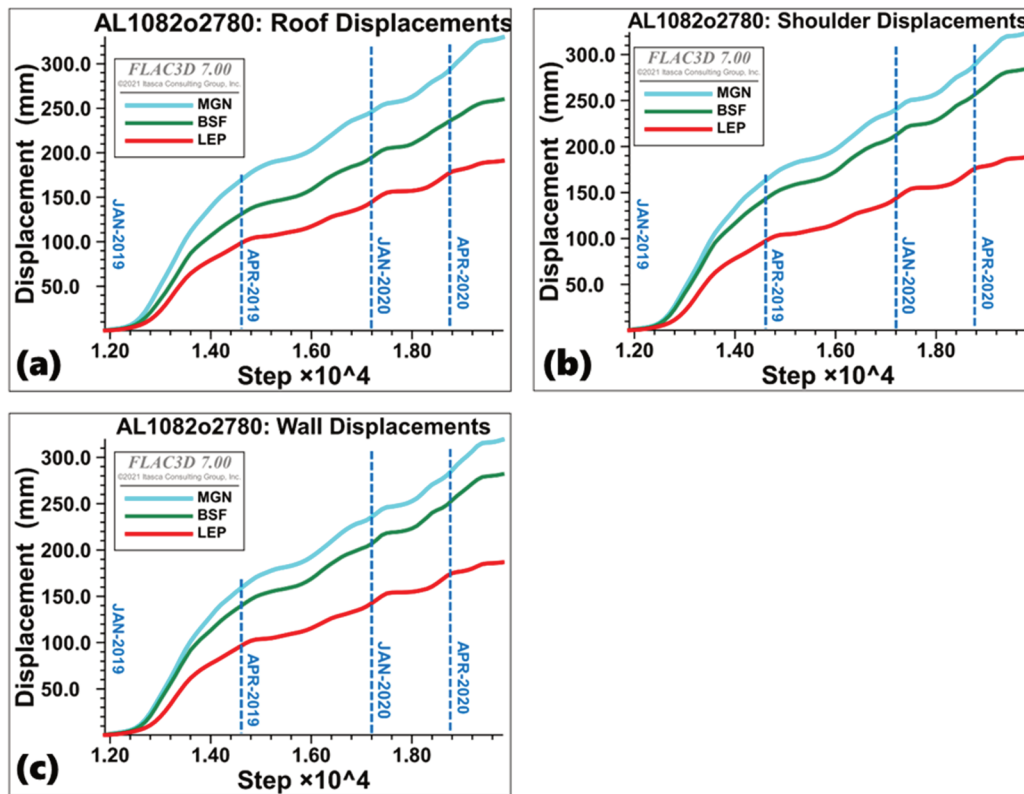 AL1082o2780: Roof Displacements
Displacement (mm)
300.0
250.0
200.0
150.0
100.0
50.0
FLAC3D 7.00
©2021 Itasca Consulting Group, Inc.
MGN
BSF
LEP
JAN-2019
APR-2019
JAN-2020
APR-2020
1.20 1.40 1.60 1.80
Step ×10^4
(a)
AL1082o2780: Shoulder Displacements
Displacement (mm)
300.0
250.0
200.0
150.0
100.0
50.0
FLAC3D 7.00
©2021 Itasca Consulting Group, Inc.
MGN
BSF
LEP
JAN-2019
APR-2019
JAN-2020
APR-2020
1.20 1.40 1.60 1.80
Step ×10^4
(b)
AL1082o2780: Wall Displacements
Displacement (mm)
300.0
250.0
200.0
150.0
100.0
50.0
FLAC3D 7.00
©2021 Itasca Consulting Group, Inc.
MGN
BSF
LEP
JAN-2019
APR-2019
JAN-2020
APR-2020
1.20 1.40 1.60 1.80
Step ×10^4
(c)